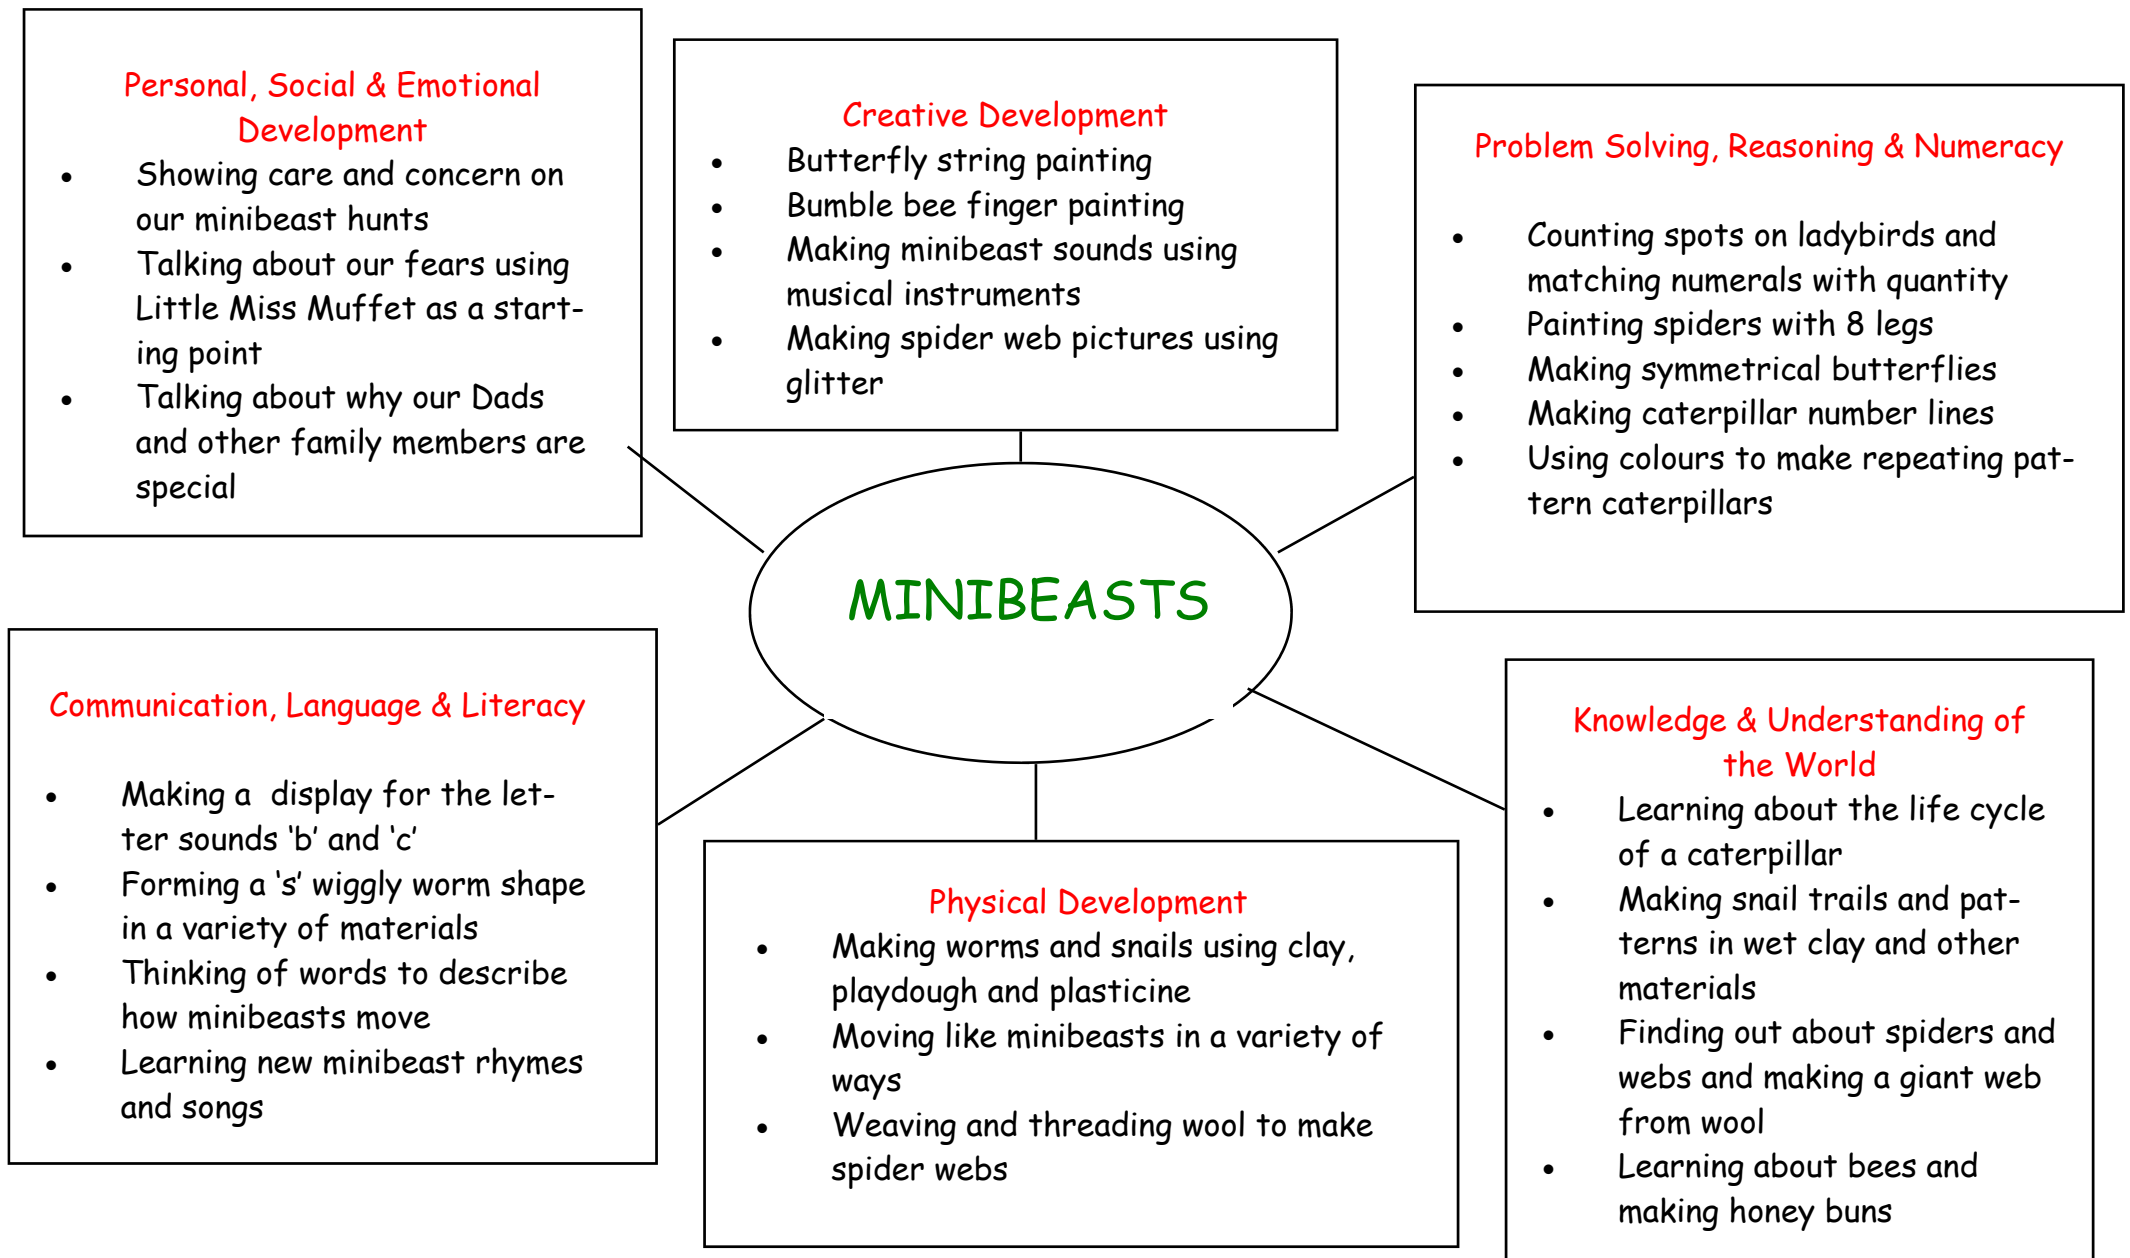 Personal, Social & Emotional
Development
• Showing care and concern on
our minibeast hunts
• Talking about our fears using
Little Miss Muffet as a start-
ing point
• Talking about why our Dads
and other family members are
special
Creative Development
• Butterfly string painting
• Bumble bee finger painting
• Making minibeast sounds using
musical instruments
• Making spider web pictures using
glitter
Problem Solving, Reasoning & Numeracy
• Counting spots on ladybirds and
matching numerals with quantity
• Painting spiders with 8 legs
• Making symmetrical butterflies
• Making caterpillar number lines
• Using colours to make repeating pat-
tern caterpillars
MINIBEASTS
Communication, Language & Literacy
• Making a  display for the let-
ter sounds ‘b’ and ‘c’
• Forming a ‘s’ wiggly worm shape
in a variety of materials
• Thinking of words to describe
how minibeasts move
• Learning new minibeast rhymes
and songs
Physical Development
• Making worms and snails using clay,
playdough and plasticine
• Moving like minibeasts in a variety of
ways
• Weaving and threading wool to make
spider webs
Knowledge & Understanding of
the World
• Learning about the life cycle
of a caterpillar
• Making snail trails and pat-
terns in wet clay and other
materials
• Finding out about spiders and
webs and making a giant web
from wool
• Learning about bees and
making honey buns